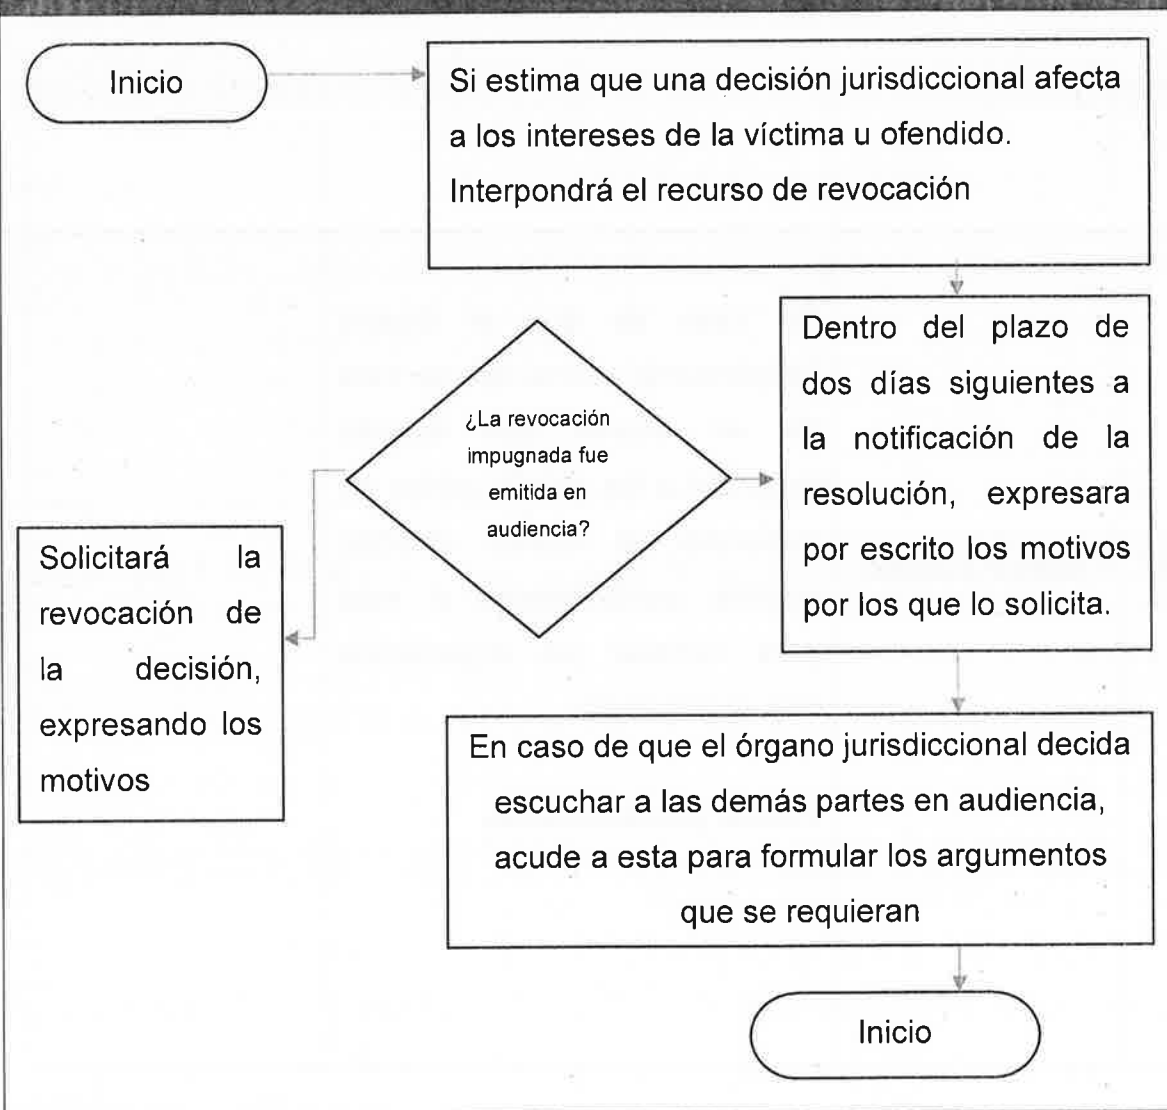 Inicio
Si estima que una decisión jurisdiccional afecta
a los intereses de la víctima u ofendido.
Interpondrá el recurso de revocación
Dentro del plazo de
dos días siguientes a
la notificación de la
resolución, expresara
por escrito los motivos
por los que lo solicita.
¿La revocación
impugnada fue
emitida en
audiencia?
Solicitará la
revocación de
la decisión,
expresando los
motivos
En caso de que el órgano jurisdiccional decida
escuchar a las demás partes en audiencia,
acude a esta para formular los argumentos
que se requieran
Inicio